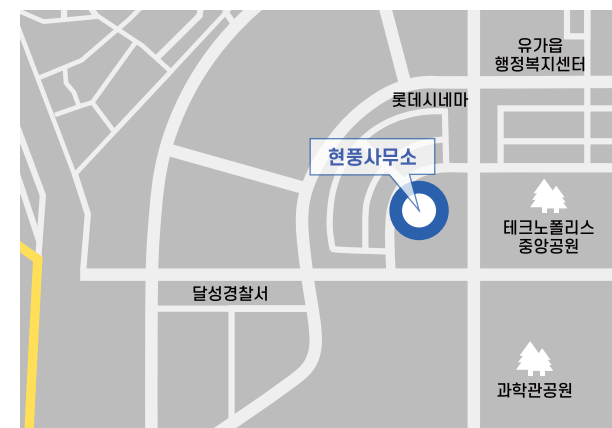 유가읍
행정복지센터
롯데시네마
현풍사무소
테크노폴리스
중앙공원
달성경찰서
과학관공원